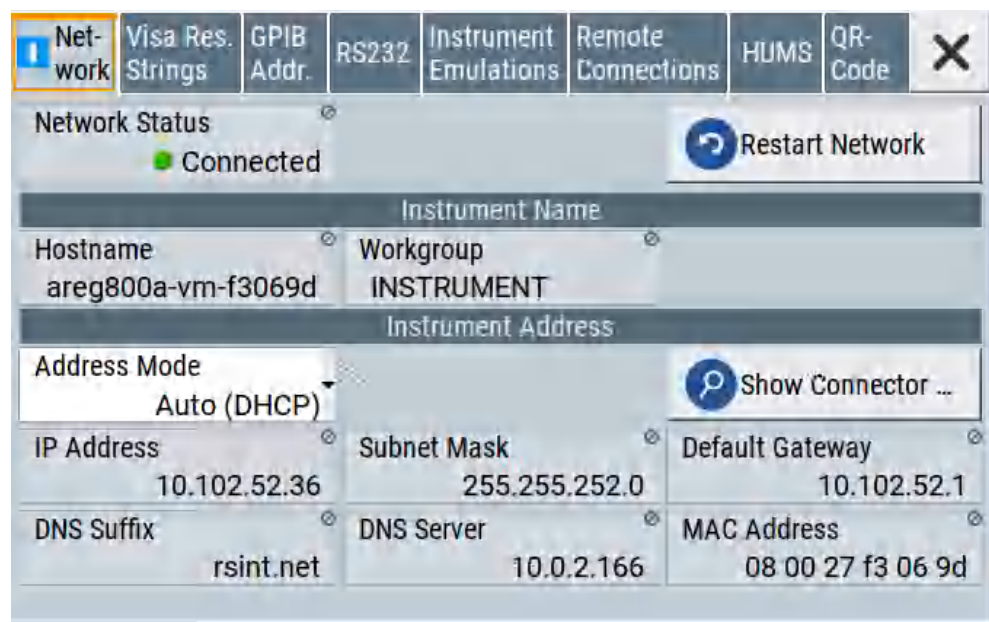 Net-
work
Visa Res.
Strings
GPIB
Addr.
RS232
Instrument
Emulations
Remote
Connections
HUMS
QR-
Code
Network Status
Connected
Restart Network
Instrument Name
Hostname
areg800a-vm-f3069d
Workgroup
INSTRUMENT
Instrument Address
Address Mode
Auto (DHCP)
Show Connector ...
IP Address
10.102.52.36
Subnet Mask
255.255.252.0
Default Gateway
10.102.52.1
DNS Suffix
rsint.net
DNS Server
10.0.2.166
MAC Address
08 00 27 f3 06 9d